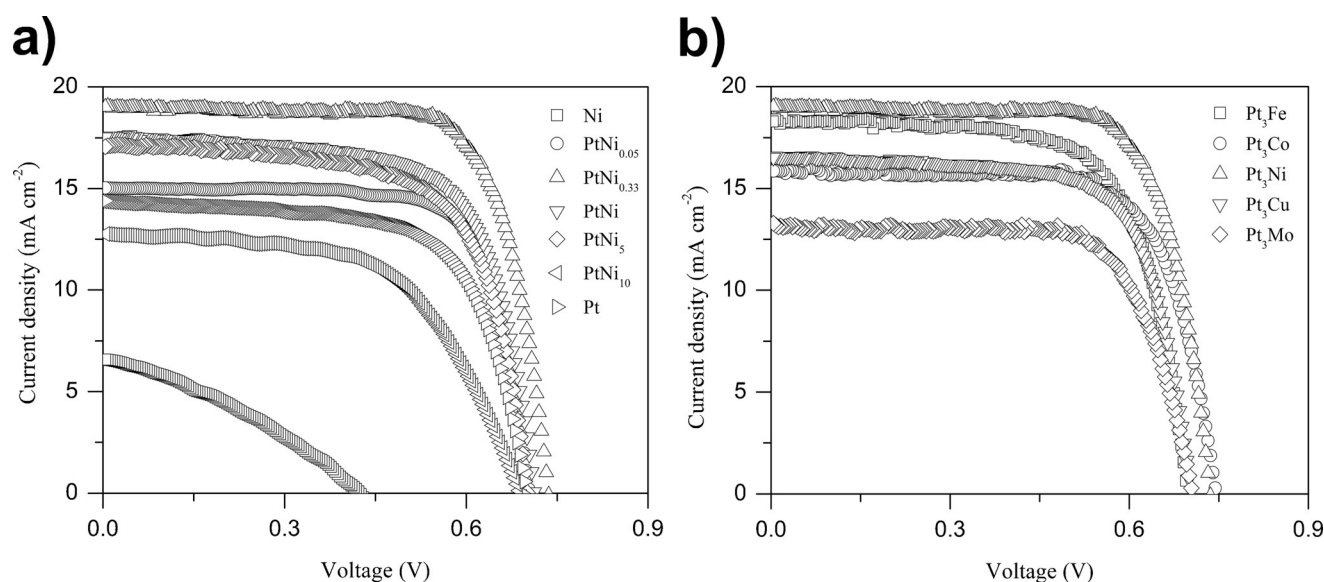 a)
20
15
10
5
0
Current density (mA cm⁻²)
0.0
0.3
0.6
0.9
Voltage (V)
Ni
PtNi₀.₀₅
PtNi₀.₃₃
PtNi
PtNi₅
PtNi₁₀
Pt
b)
20
15
10
5
0
Current density (mA cm⁻²)
0.0
0.3
0.6
0.9
Voltage (V)
Pt₃Fe
Pt₃Co
Pt₃Ni
Pt₃Cu
Pt₃Mo